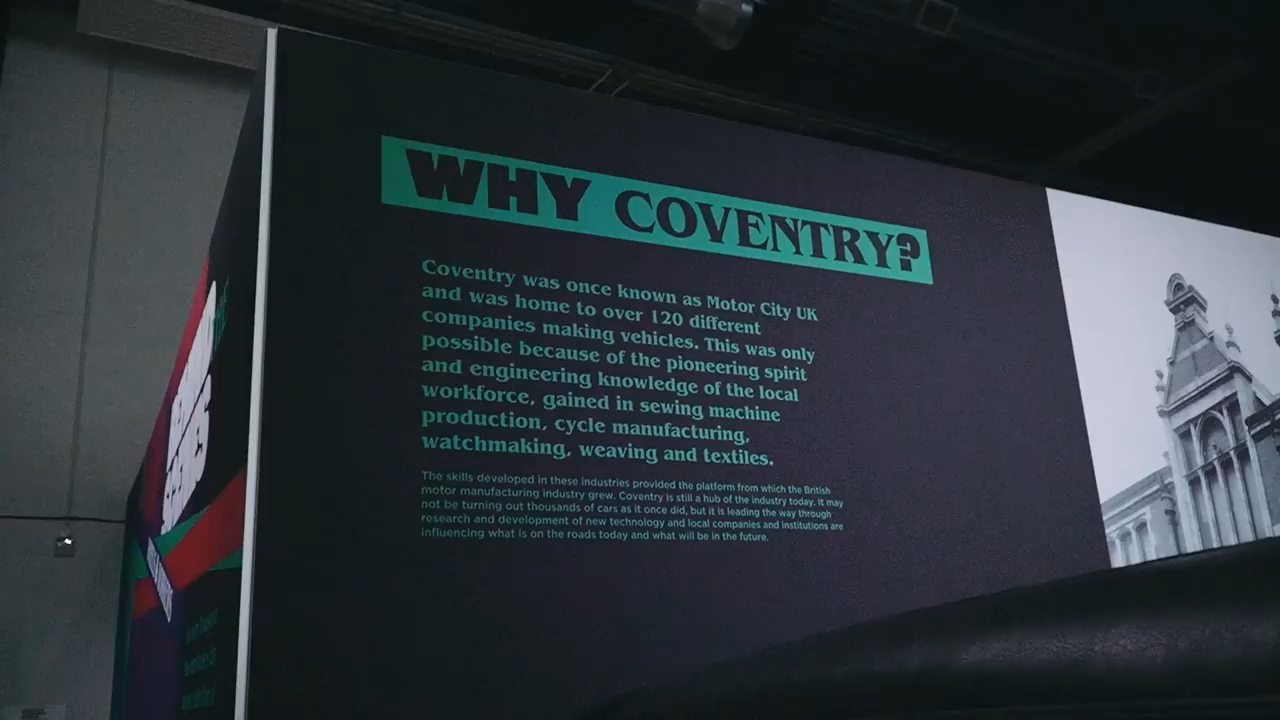 WHY COVENTRY?
Coventry was once known as Motor City UK
and was home to over 120 different
companies making vehicles. This was only
possible because of the pioneering spirit
and engineering knowledge of the local
workforce, gained in sewing machine
production, cycle manufacturing,
watchmaking, weaving and textiles.
The skills developed in these industries provided the platform from which the British
motor manufacturing industry grew. Coventry is still a hub of the industry today. It may
not be turning out thousands of cars as it once did, but it is leading the way through
research and development of new technology and local companies and institutions are
influencing what is on the roads today and what will be in the future.